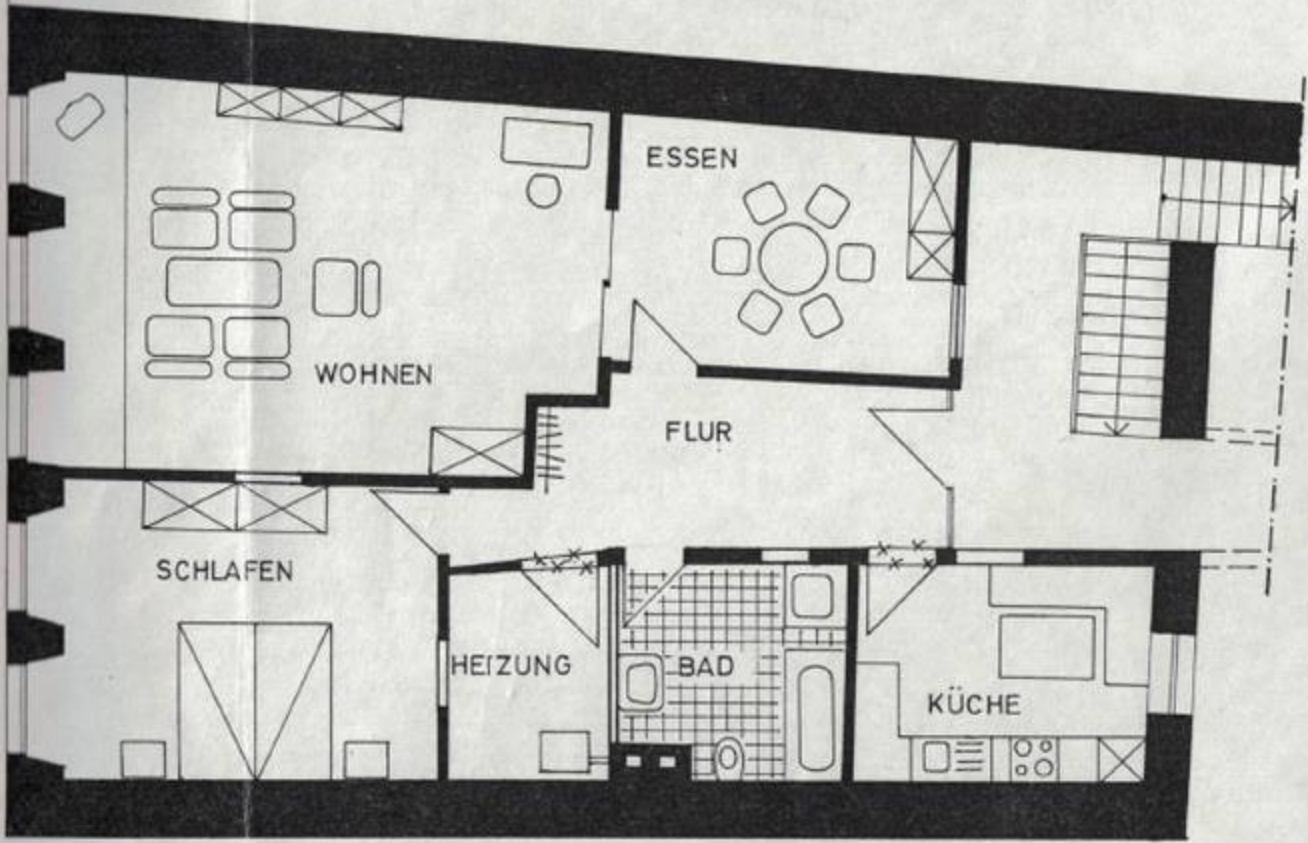 ESSEN
WOHNEN
FLUR
SCHLAFEN
HEIZUNG
BAD
KÜCHE